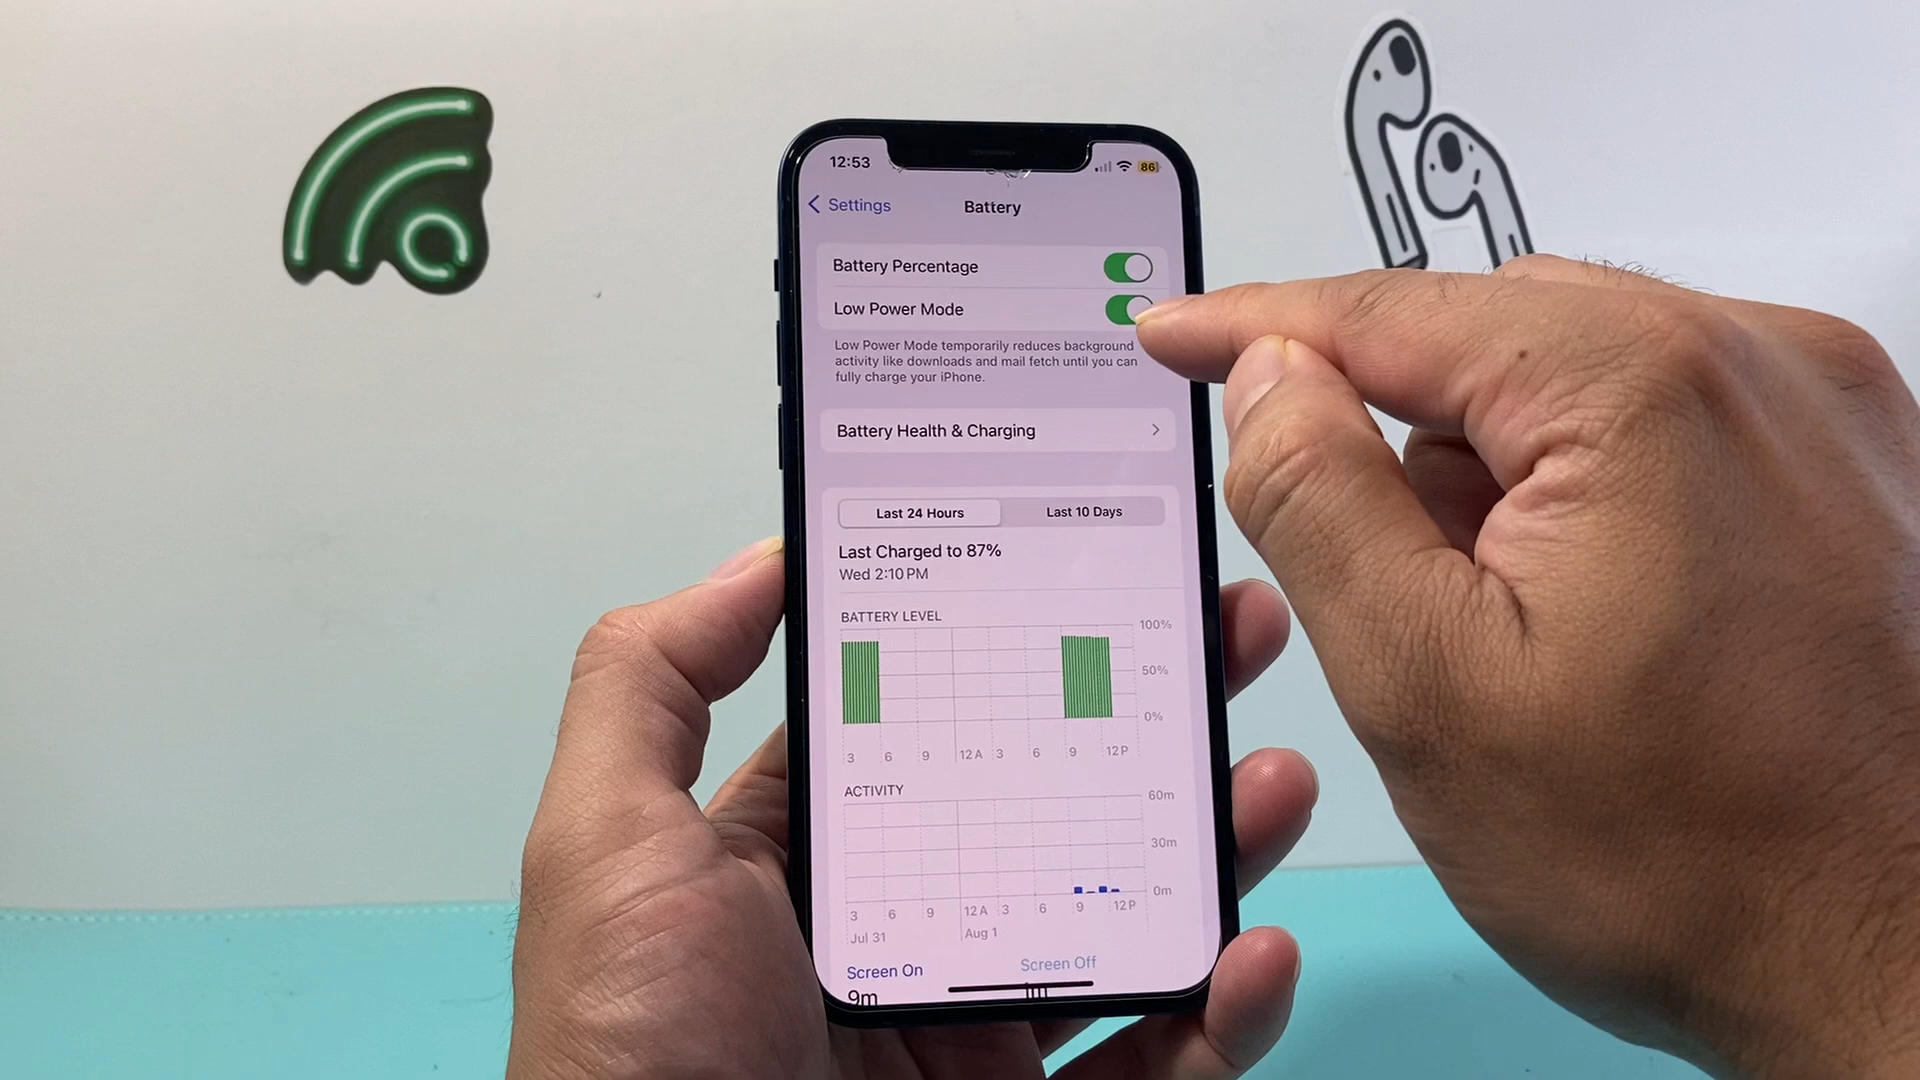 12:53
86
Settings
Battery
Battery Percentage
Low Power Mode
Low Power Mode temporarily reduces background
activity like downloads and mail fetch until you can
fully charge your iPhone.
Battery Health & Charging
Last 24 Hours
Last 10 Days
Last Charged to 87%
Wed 2:10 PM
BATTERY LEVEL
100%
50%
0%
3 6 9 12 A 3 6 9 12 P
ACTIVITY
60m
30m
0m
3 6 9 12 A 3 6 9 12 P
Jul 31 Aug 1
Screen On
Screen Off
9m